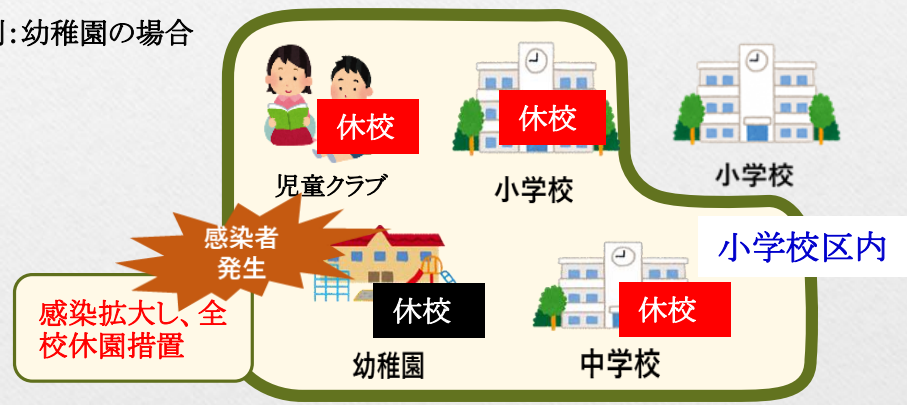 :幼稚園の場合
休校
休校
児童クラブ
小学校
小学校
感染者
発生
小学校区内
感染拡大し、全
校休園措置
休校
休校
幼稚園
中学校